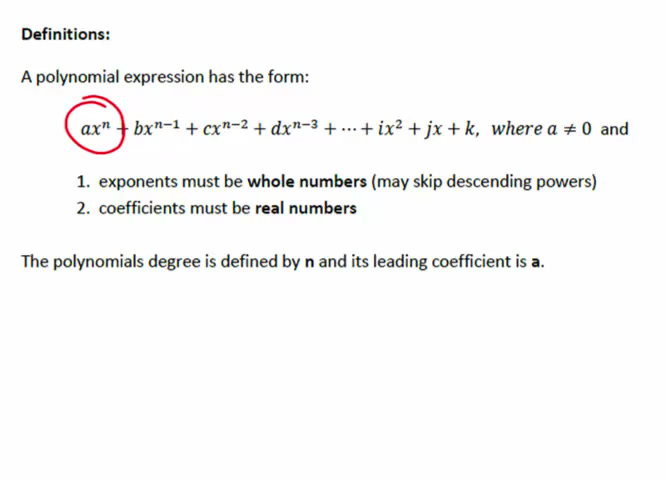 Definitions:
A polynomial expression has the form:
axⁿ + bxⁿ⁻¹ + cxⁿ⁻² + dxⁿ⁻³ + ⋯ + ix² + jx + k, where a ≠ 0 and
1. exponents must be whole numbers (may skip descending powers)
2. coefficients must be real numbers
The polynomials degree is defined by n and its leading coefficient is a.